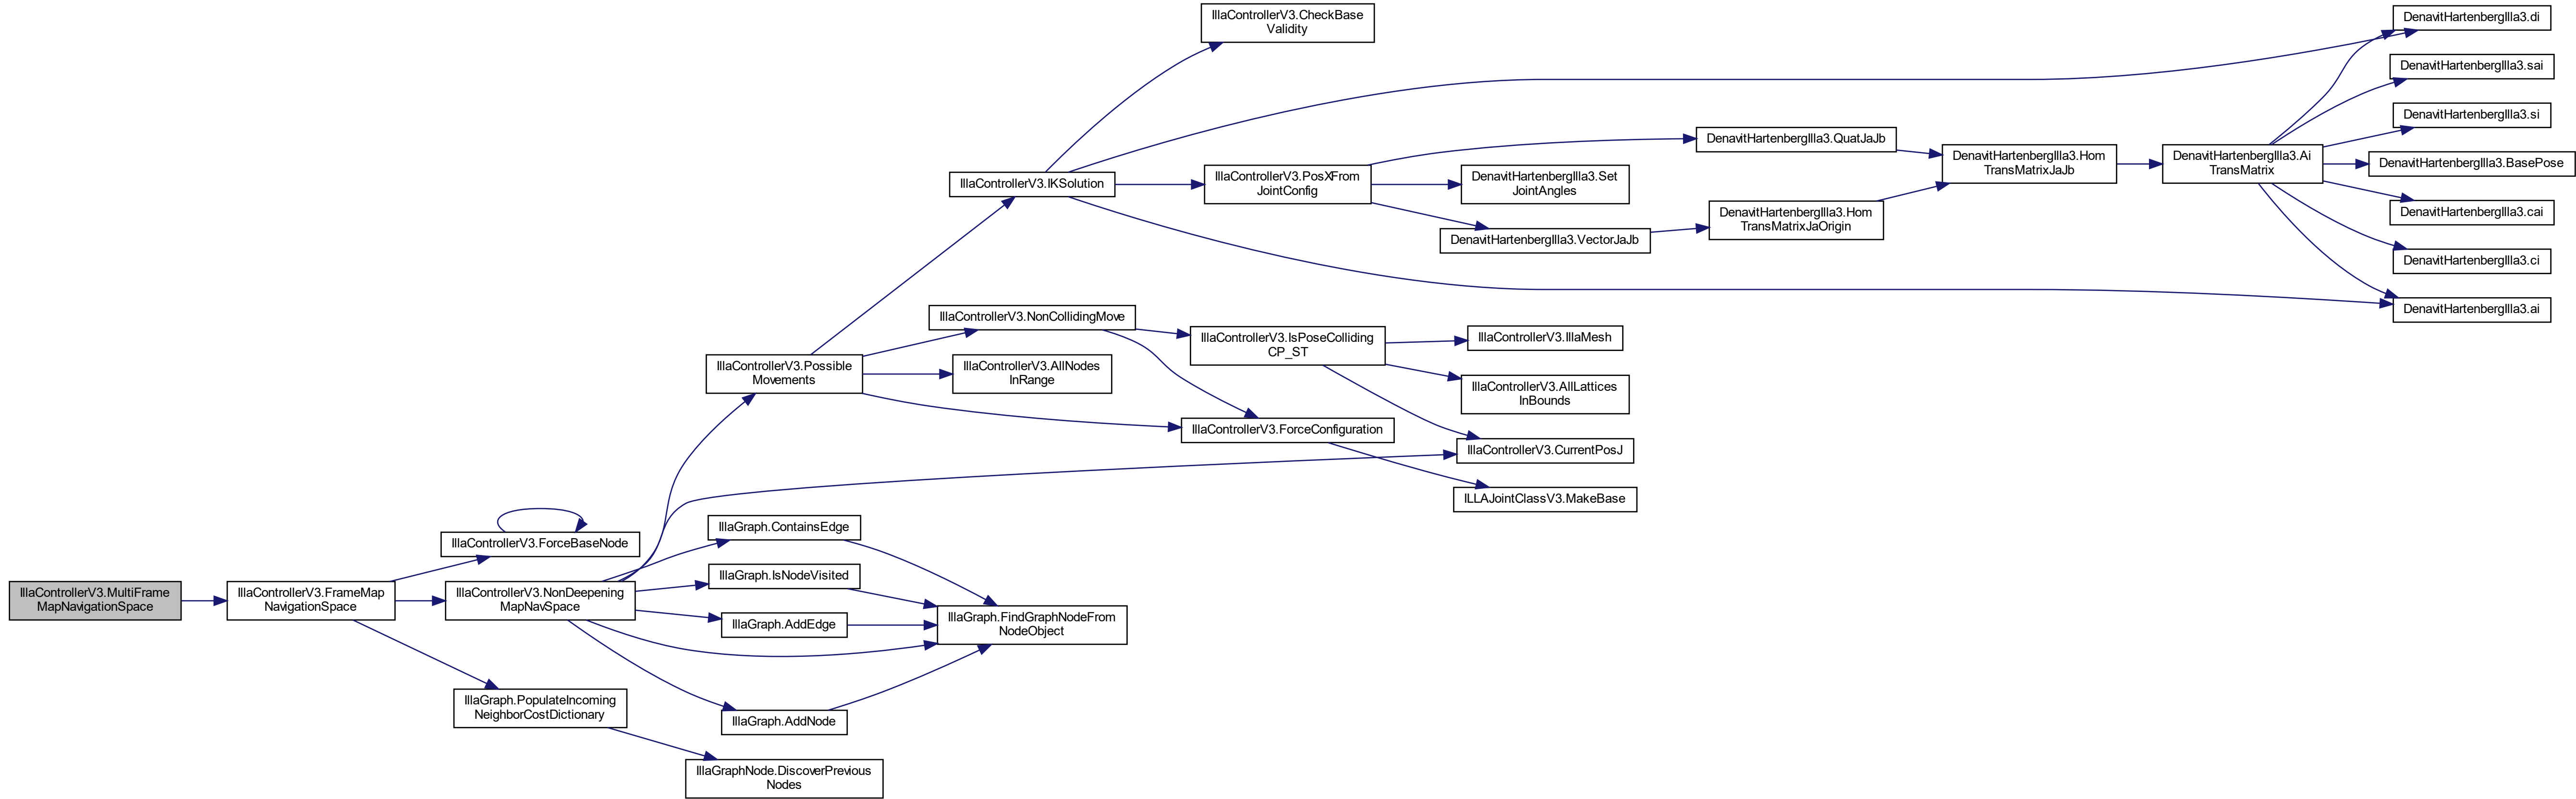 IllaControllerV3.MultiFrame
MapNavigationSpace
IllaControllerV3.FrameMap
NavigationSpace
IllaControllerV3.ForceBaseNode
IllaControllerV3.NonDeepening
MapNavSpace
IllaGraph.PopulateIncoming
NeighborCostDictionary
IllaControllerV3.Possible
Movements
IllaGraph.ContainsEdge
IllaGraph.IsNodeVisited
IllaGraph.AddEdge
IllaGraph.AddNode
IllaGraphNode.DiscoverPrevious
Nodes
IllaControllerV3.IKSolution
IllaControllerV3.NonCollidingMove
IllaControllerV3.AllNodes
InRange
IllaGraph.FindGraphNodeFrom
NodeObject
IllaControllerV3.CheckBase
Validity
IllaControllerV3.PosXFrom
JointConfig
IllaControllerV3.IsPoseColliding
CP_ST
IllaControllerV3.ForceConfiguration
DenavitHartenbergIlla3.Set
JointAngles
DenavitHartenbergIlla3.VectorJaJb
IllaControllerV3.IllaMesh
IllaControllerV3.AllLattices
InBounds
IllaControllerV3.CurrentPosJ
ILLAJointClassV3.MakeBase
DenavitHartenbergIlla3.QuatJaJb
DenavitHartenbergIlla3.Hom
TransMatrixJaOrigin
DenavitHartenbergIlla3.Hom
TransMatrixJaJb
DenavitHartenbergIlla3.Ai
TransMatrix
DenavitHartenbergIlla3.di
DenavitHartenbergIlla3.sai
DenavitHartenbergIlla3.si
DenavitHartenbergIlla3.BasePose
DenavitHartenbergIlla3.cai
DenavitHartenbergIlla3.ci
DenavitHartenbergIlla3.ai